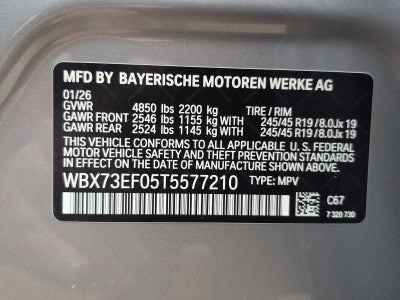 MFD BY BAYERISCHE MOTOREN WERKE AG
01/26
GVWR 4850 lbs 2200 kg TIRE / RIM
GAWR FRONT 2546 lbs 1155 kg WITH 245/45 R19 / 8.0Jx 19
GAWR REAR 2524 lbs 1145 kg WITH 245/45 R19 / 8.0Jx 19
THIS VEHICLE CONFORMS TO ALL APPLICABLE U.S. FEDERAL
MOTOR VEHICLE SAFETY, BUMPER, AND THEFT PREVENTION
STANDARDS IN EFFECT ON THE DATE OF MANUFACTURE SHOWN ABOVE.
WBX73EF05T5577210 TYPE: MPV
C67
7 320 730